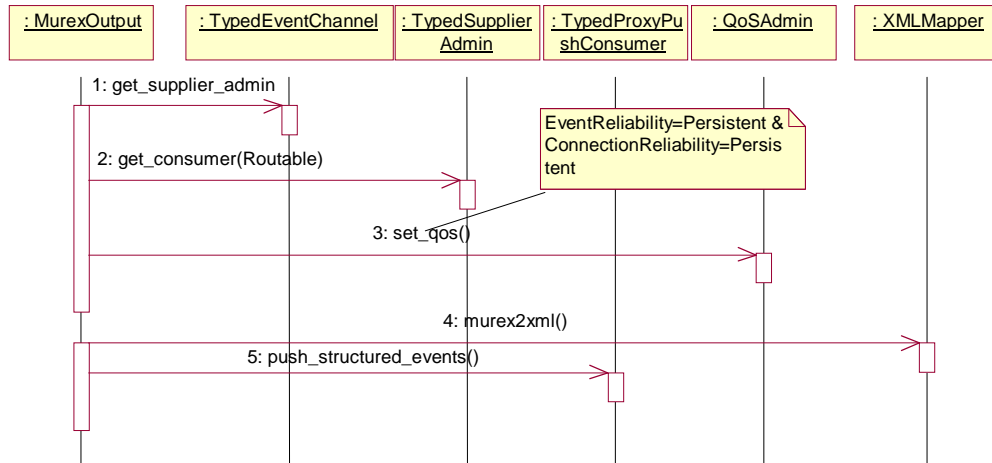 : MurexOutput
: TypedEventChannel
: TypedSupplier
Admin
: TypedProxyPu
shConsumer
: QoSAdmin
: XMLMapper
1: get_supplier_admin
EventReliability=Persistent &
ConnectionReliability=Persis
tent
2: get_consumer(Routable)
3: set_qos()
4: murex2xml()
5: push_structured_events()